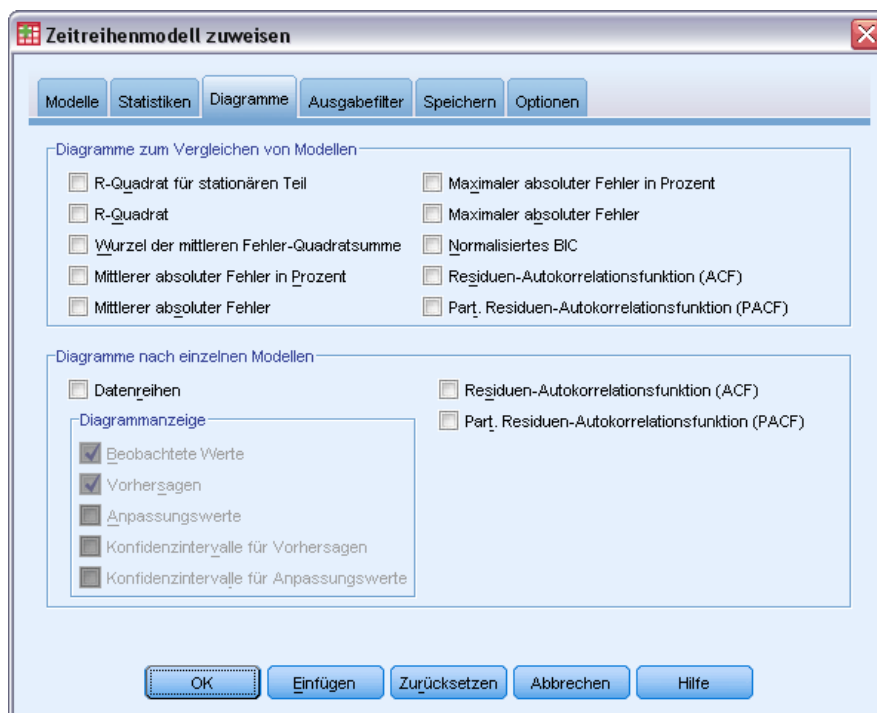 Zeitreihenmodell zuweisen
Modelle Statistiken Diagramme Ausgabefilter Speichern Optionen
Diagramme zum Vergleichen von Modellen
R-Quadrat für stationären Teil
R-Quadrat
Wurzel der mittleren Fehler-Quadratsumme
Mittlerer absoluter Fehler in Prozent
Mittlerer absoluter Fehler
Maximaler absoluter Fehler in Prozent
Maximaler absoluter Fehler
Normalisiertes BIC
Residuen-Autokorrelationsfunktion (ACF)
Part. Residuen-Autokorrelationsfunktion (PACF)
Diagramme nach einzelnen Modellen
Datenreihen
Diagrammanzeige
Beobachtete Werte
Vorhersagen
Anpassungswerte
Konfidenzintervalle für Vorhersagen
Konfidenzintervalle für Anpassungswerte
Residuen-Autokorrelationsfunktion (ACF)
Part. Residuen-Autokorrelationsfunktion (PACF)
OK Einfügen Zurücksetzen Abbrechen Hilfe